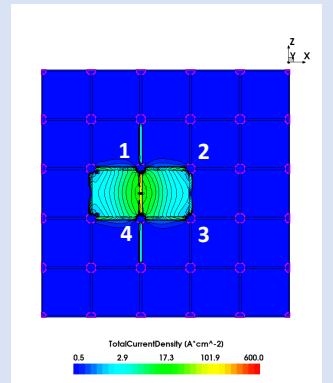 Z
Y X
1 2
4 3
TotalCurrentDensity (A*cm^-2)
0.5 2.9 17.3 101.9 600.0